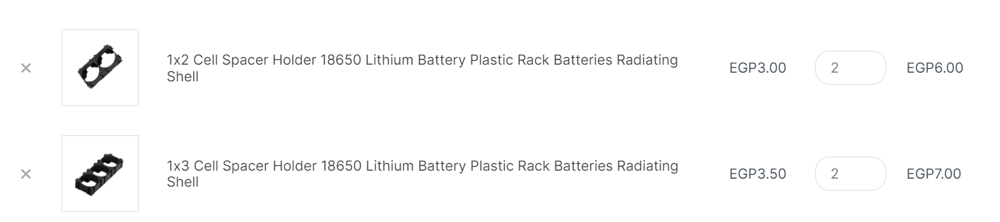 1x2 Cell Spacer Holder 18650 Lithium Battery Plastic Rack Batteries Radiating
Shell
EGP3.00
2
EGP6.00
1x3 Cell Spacer Holder 18650 Lithium Battery Plastic Rack Batteries Radiating
Shell
EGP3.50
2
EGP7.00